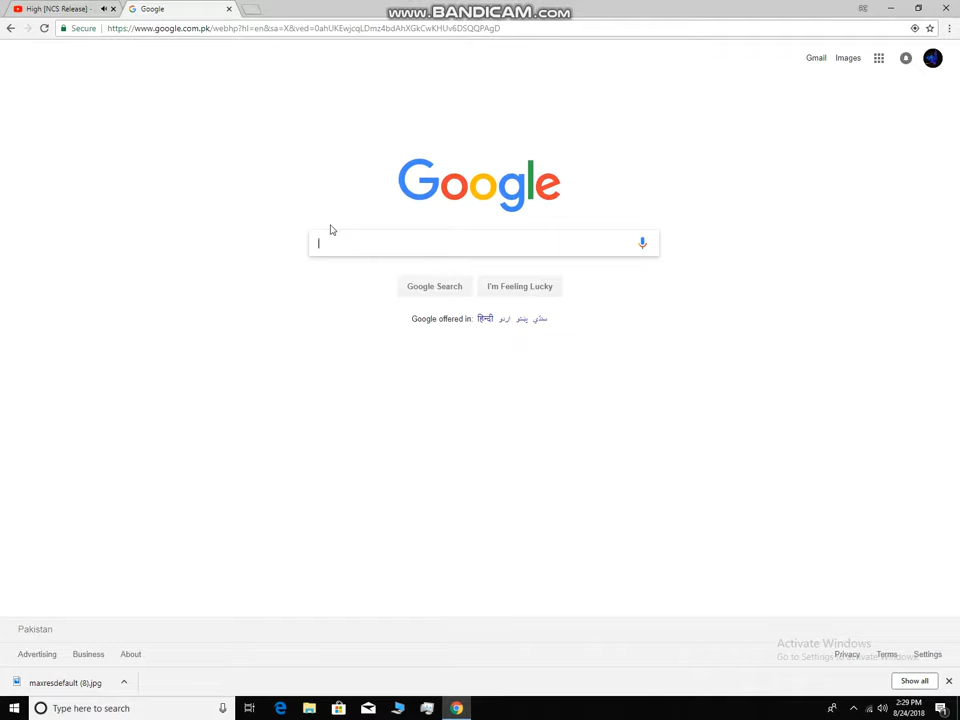 www.BANDICAM.com
High [NCS Release] -
Google
Secure
https://www.google.com.pk/webhp?hl=en&sa=X&ved=0ahUKEwjcqLDmz4bdAhXGkCwKHUv6DSQQPAgD
Gmail Images
Google
Google Search
I'm Feeling Lucky
Google offered in: हिन्दी اردو پښتو سنڌي
Pakistan
Advertising Business About
Privacy Terms Settings
Activate Windows
Go to Settings to activate Windows.
maxresdefault (8).jpg
Show all
Type here to search
2:29 PM
8/24/2018